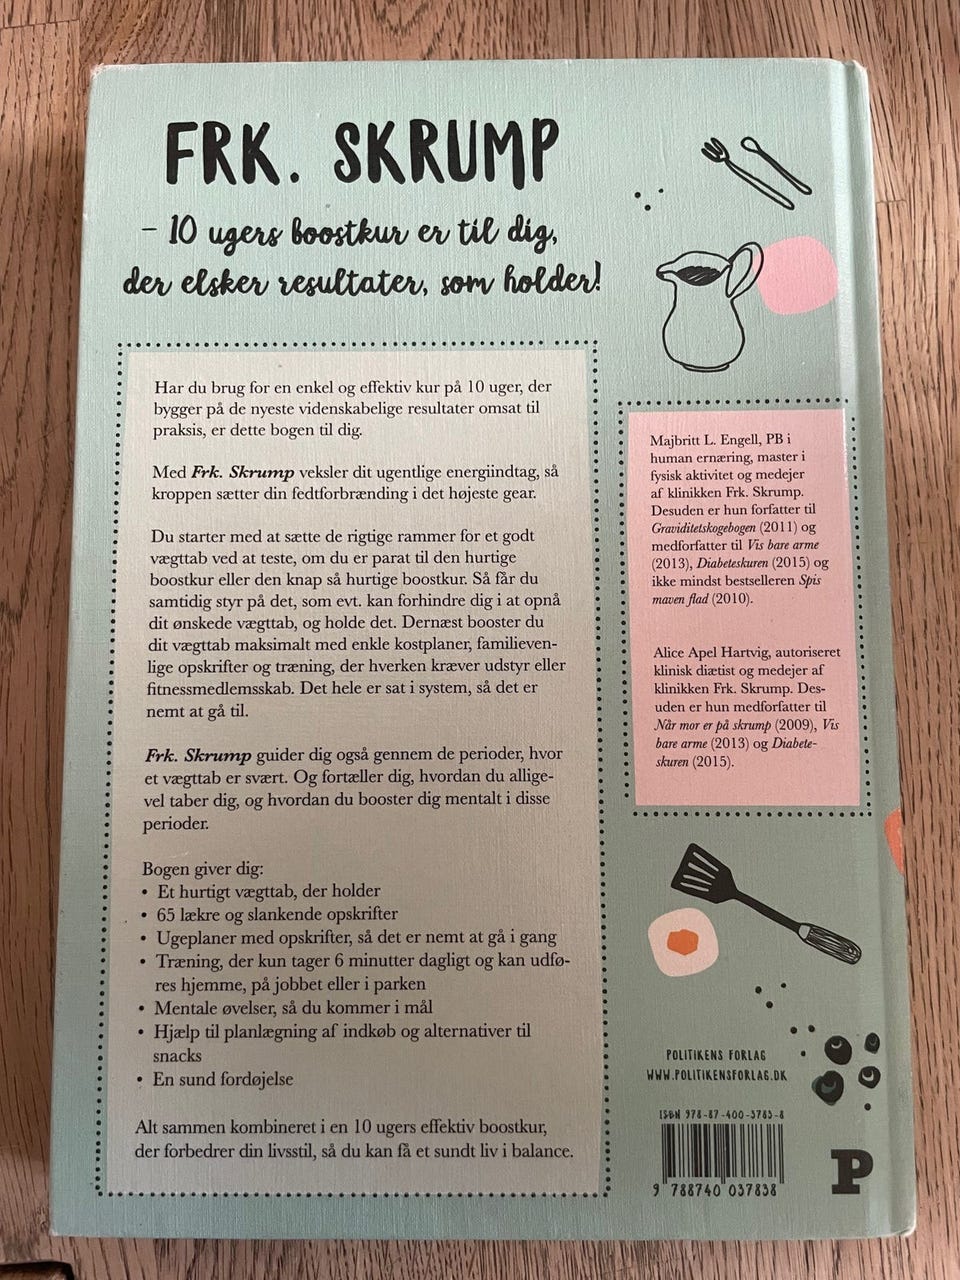 FRK. SKRUMP
– 10 ugers boostkur er til dig,
der elsker resultater, som holder!
Har du brug for en enkel og effektiv kur på 10 uger, der
bygger på de nyeste videnskabelige resultater omsat til
praksis, er dette bogen til dig.
Med Frk. Skrump veksler dit ugentlige energiindtag, så
kroppen sætter din fedtforbrænding i det højeste gear.
Du starter med at sætte de rigtige rammer for et godt
vægttab ved at teste, om du er parat til den hurtige
boostkur eller den knap så hurtige boostkur. Så får du
samtidig styr på det, som evt. kan forhindre dig i at opnå
dit ønskede vægttab, og holde det. Dernæst booster du
dit vægttab maksimalt med enkle kostplaner, familieven-
lige opskrifter og træning, der hverken kræver udstyr eller
fitnessmedlemsskab. Det hele er sat i system, så det er
nemt at gå til.
Frk. Skrump guider dig også gennem de perioder, hvor
et vægttab er svært. Og fortæller dig, hvordan du allige-
vel taber dig, og hvordan du booster dig mentalt i disse
perioder.
Bogen giver dig:
• Et hurtigt vægttab, der holder
• 65 lækre og slankende opskrifter
• Ugeplaner med opskrifter, så det er nemt at gå i gang
• Træning, der kun tager 6 minutter dagligt og kan udfø-
res hjemme, på jobbet eller i parken
• Mentale øvelser, så du kommer i mål
• Hjælp til planlægning af indkøb og alternativer til
snacks
• En sund fordøjelse
Alt sammen kombineret i en 10 ugers effektiv boostkur,
der forbedrer din livsstil, så du kan få et sundt liv i balance.
Majbritt L. Engell, PB i
human ernæring, master i
fysisk aktivitet og medejer
af klinikken Frk. Skrump.
Desuden er hun forfatter til
Graviditetskogebogen (2011) og
medforfatter til Vis bare arme
(2013), Diabeteskuren (2015) og
ikke mindst bestselleren Spis
maven flad (2010).
Alice Apel Hartvig, autoriseret
klinisk diætist og medejer af
klinikken Frk. Skrump. Des-
uden er hun medforfatter til
Når mor er på skrump (2009), Vis
bare arme (2013) og Diabete-
skuren (2015).
POLITIKENS FORLAG
WWW.POLITIKENSFORLAG.DK
ISBN 978-87-400-3783-8
9 788740 037838
P